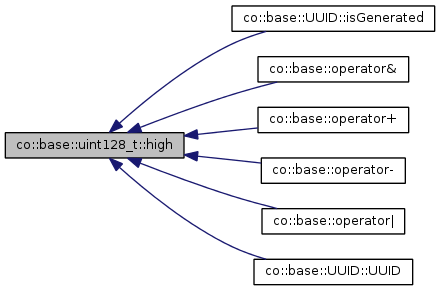 co::base::UUID::isGenerated
co::base::operator&
co::base::operator+
co::base::uint128_t::high
co::base::operator-
co::base::operator|
co::base::UUID::UUID